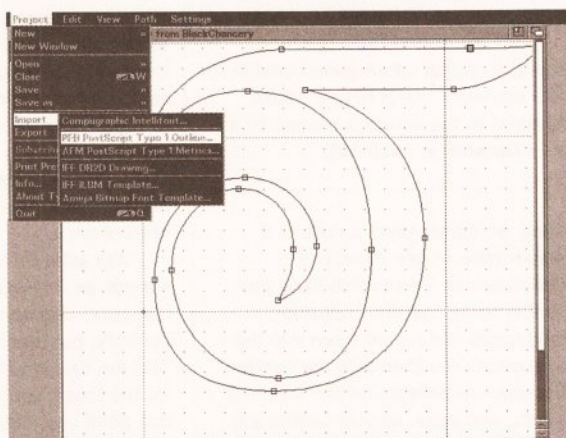 Project Edit View Path Settings
New »
New Window
from BlackChancery
Open »
Close W
Save »
Save as »
Import
Export
Print
Info...
About
Quit Q
Compugraphic Intellifont...
PFB PostScript Type 1 Outline...
AFM PostScript Type 1 Metrics...
IFF DR2D Drawing...
IFF ILBM Template...
Amiga Bitmap Font Template...